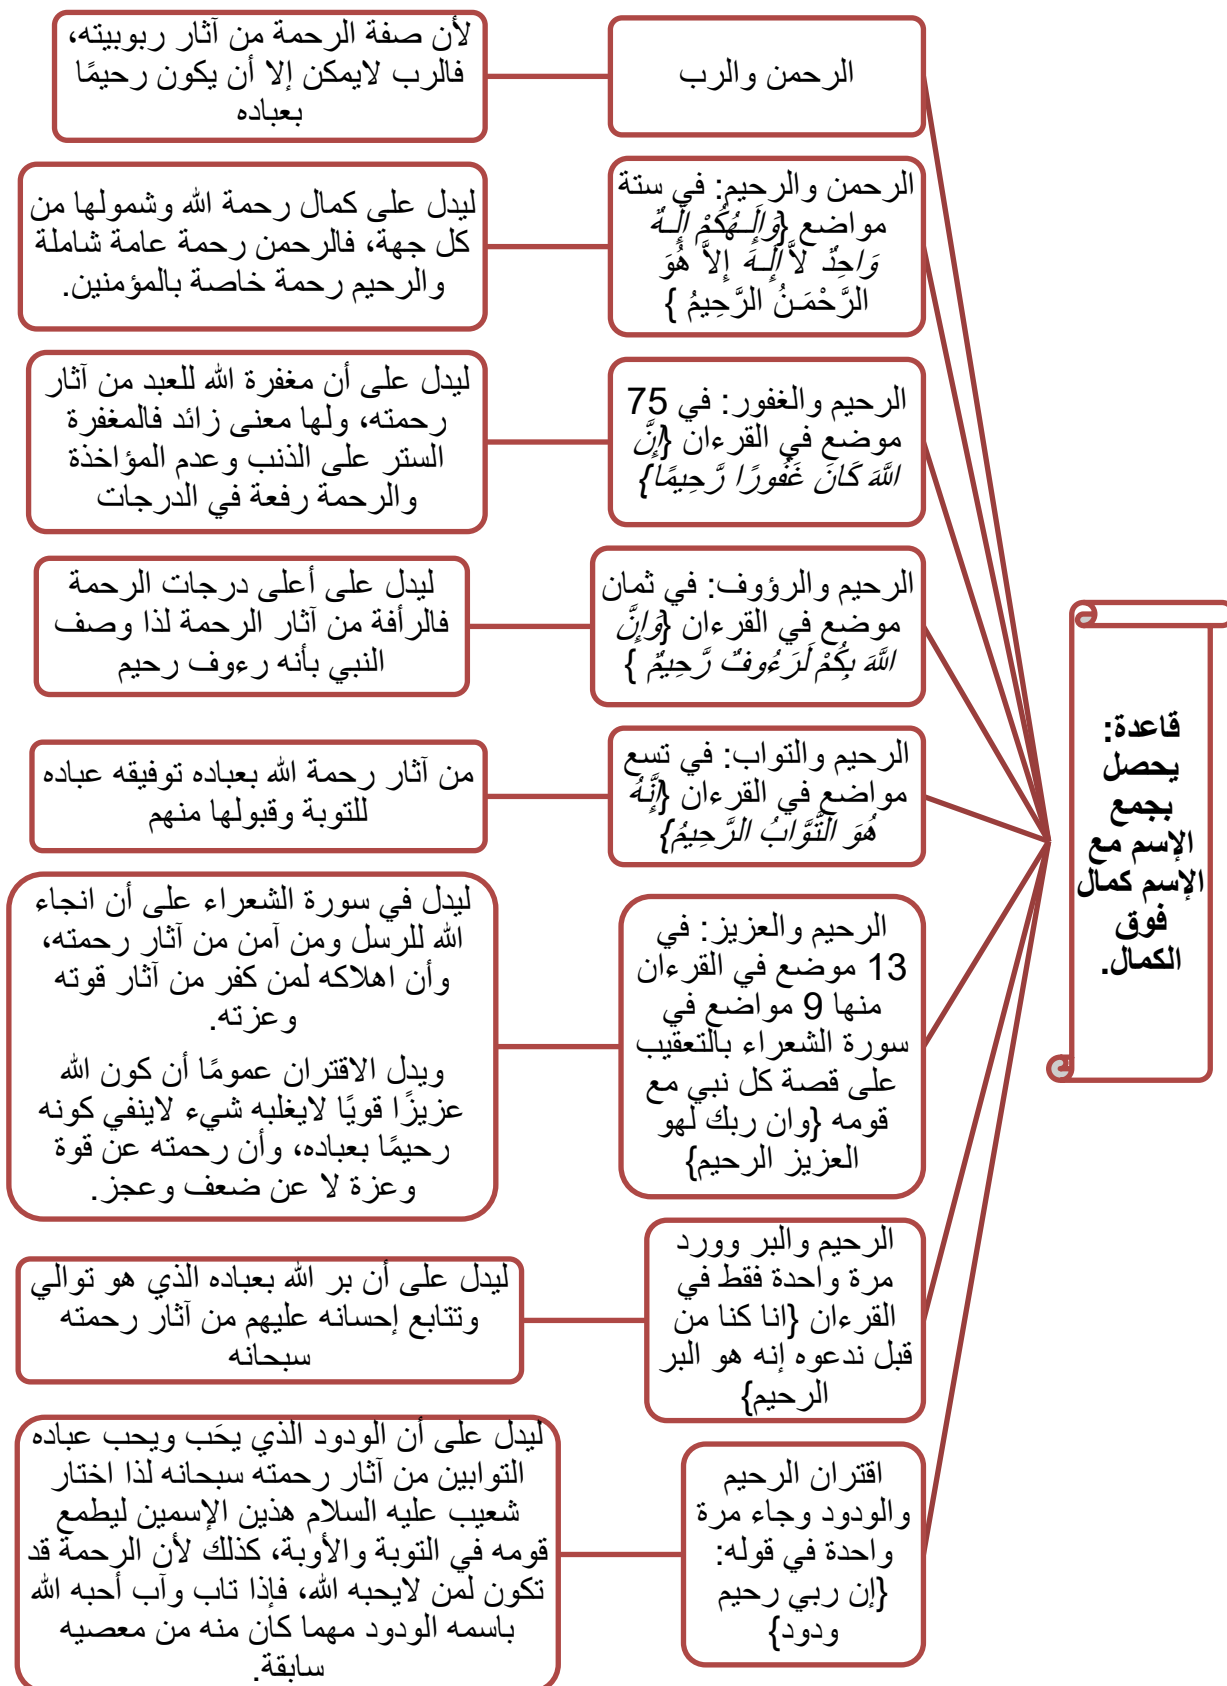 قاعدة:
يحصل
بجمع
الإسم مع
الإسم كمال
فوق
الكمال.
الرحمن والرب
لأن صفة الرحمة من آثار ربوبيته،
فالرب لايمكن إلا أن يكون رحيمًا
بعباده
الرحمن والرحيم: في ستة
مواضع {وَإِلَـهُكُمْ إِلَـهٌ
وَاحِدٌ لاَّ إِلَـهَ إِلاَّ هُوَ
الرَّحْمَـنُ الرَّحِيمُ }
ليدل على كمال رحمة الله وشمولها من
كل جهة، فالرحمن رحمة عامة شاملة
والرحيم رحمة خاصة بالمؤمنين.
الرحيم والغفور: في 75
موضع في القرءان {إِنَّ
اللَّهَ كَانَ غَفُورًا رَّحِيمًا}
ليدل على أن مغفرة الله للعبد من آثار
رحمته، ولها معنى زائد فالمغفرة
الستر على الذنب وعدم المؤاخذة
والرحمة رفعة في الدرجات
الرحيم والرؤوف: في ثمان
موضع في القرءان {وَإِنَّ
اللَّهَ بِكُمْ لَرَءُوفٌ رَّحِيمٌ }
ليدل على أعلى درجات الرحمة
فالرأفة من آثار الرحمة لذا وصف
النبي بأنه رءوف رحيم
الرحيم والتواب: في تسع
مواضع في القرءان {إِنَّهُ
هُوَ التَّوَّابُ الرَّحِيمُ}
من آثار رحمة الله بعباده توفيقه عباده
للتوبة وقبولها منهم
الرحيم والعزيز: في
13 موضع في القرءان
منها 9 مواضع في
سورة الشعراء بالتعقيب
على قصة كل نبي مع
قومه {وان ربك لهو
العزيز الرحيم}
ليدل في سورة الشعراء على أن انجاء
الله للرسل ومن آمن من آثار رحمته،
وأن اهلاكه لمن كفر من آثار قوته
وعزته.
ويدل الاقتران عمومًا أن كون الله
عزيزًا قويًا لايغلبه شيء لاينفي كونه
رحيمًا بعباده، وأن رحمته عن قوة
وعزة لا عن ضعف وعجز.
الرحيم والبر وورد
مرة واحدة فقط في
القرءان {انا كنا من
قبل ندعوه إنه هو البر
الرحيم}
ليدل على أن بر الله بعباده الذي هو توالي
وتتابع إحسانه عليهم من آثار رحمته
سبحانه
اقتران الرحيم
والودود وجاء مرة
واحدة في قوله:
{إن ربي رحيم
ودود}
ليدل على أن الودود الذي يحَب ويحب عباده
التوابين من آثار رحمته سبحانه لذا اختار
شعيب عليه السلام هذين الإسمين ليطمع
قومه في التوبة والأوبة، كذلك لأن الرحمة قد
تكون لمن لايحبه الله، فإذا تاب وآب أحبه الله
باسمه الودود مهما كان منه من معصيه
سابقة.